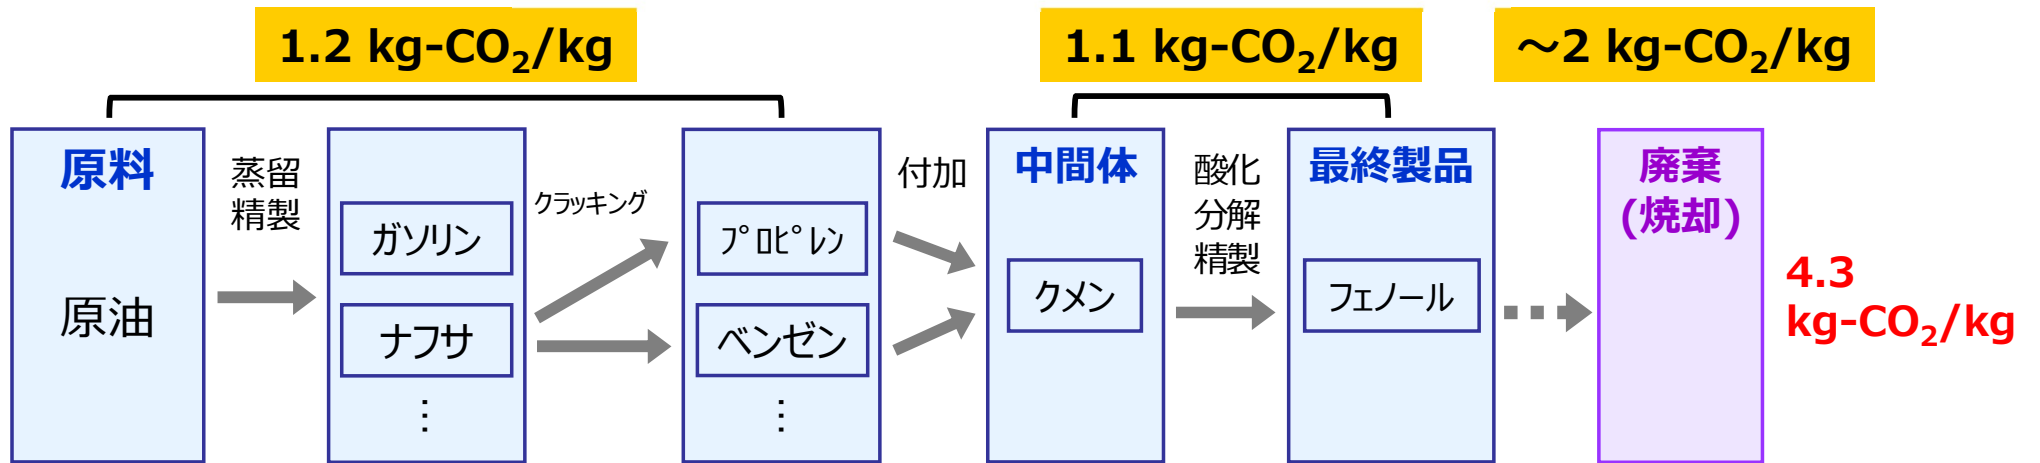 1.2 kg-CO₂/kg
1.1 kg-CO₂/kg
～2 kg-CO₂/kg
原料
原油
蒸留
精製
ガソリン
ナフサ
⋮
クラッキング
プロピレン
ベンゼン
⋮
付加
中間体
クメン
酸化
分解
精製
最終製品
フェノール
廃棄
(焼却)
4.3
kg-CO₂/kg